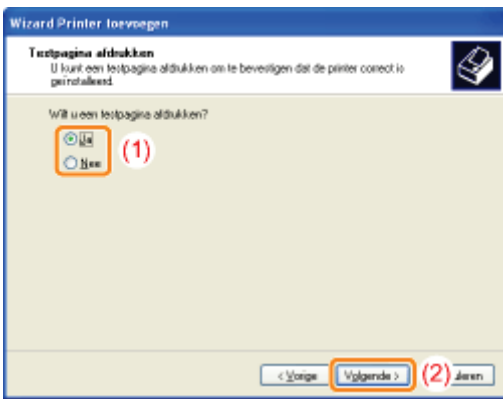 Wizard Printer toevoegen
Testpagina afdrukken
U kunt een testpagina afdrukken om te bevestigen dat de printer correct is
geïnstalleerd.
Wilt u een testpagina afdrukken?
Ja
(1)
Nee
< Vorige
Volgende >
(2)